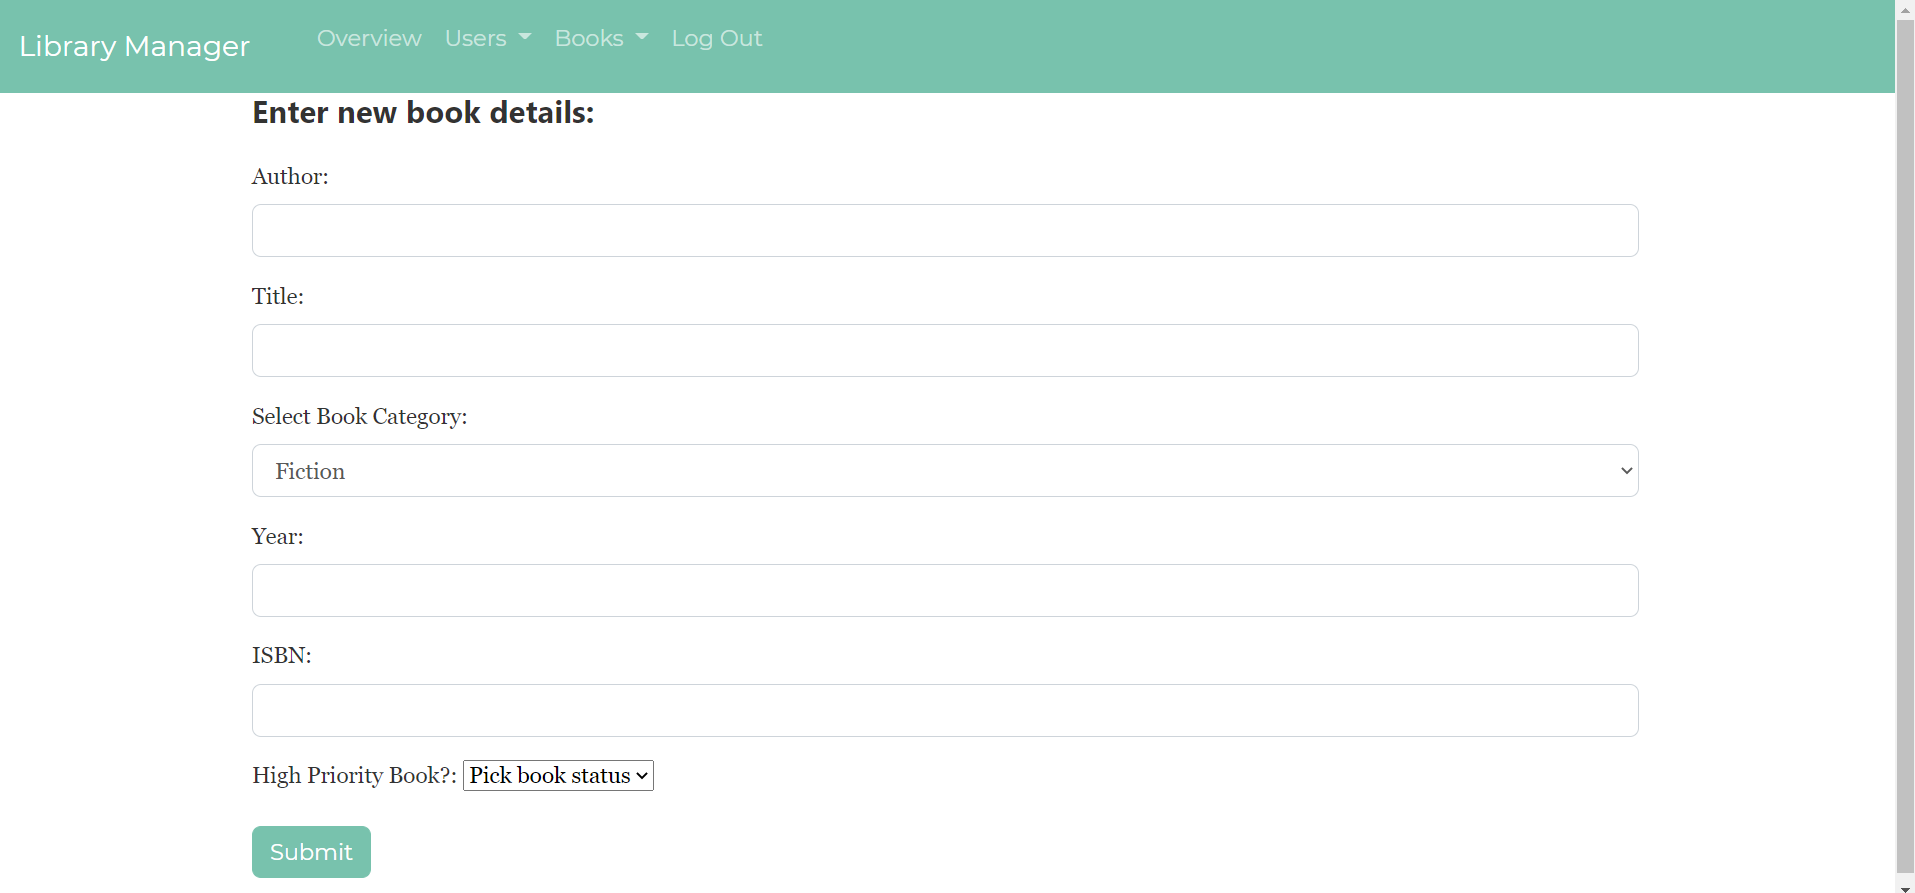 Library Manager
Overview Users Books Log Out
Enter new book details:
Author:
Title:
Select Book Category:
Fiction
Year:
ISBN:
High Priority Book?: Pick book status
Submit